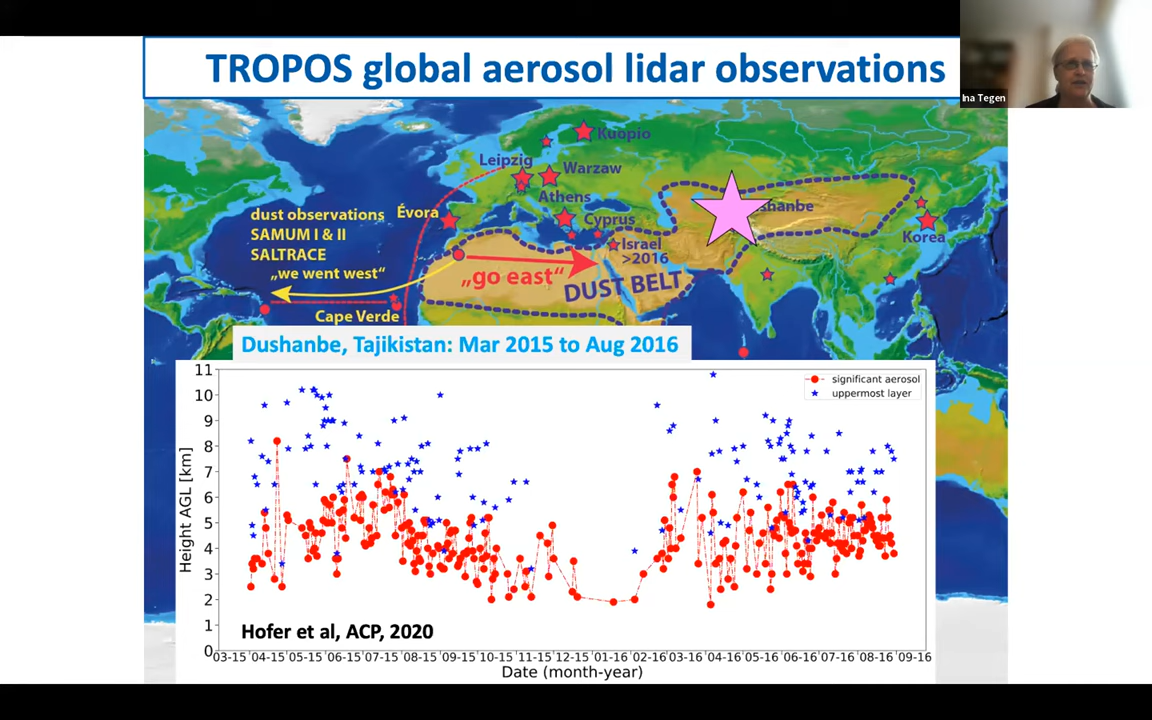 TROPOS global aerosol lidar observations
Ina Tegen
Kuopio
Leipzig
Warzaw
Athens
dust observations
Évora
Cyprus
shanbe
SAMUM I & II
Israel
Korea
SALTRACE
>2016
„we went west“
„go east“
DUST BELT
Cape Verde
Dushanbe, Tajikistan: Mar 2015 to Aug 2016
11
significant aerosol
10
uppermost layer
9
8
7
6
5
4
3
2
1
0
Height AGL [km]
Hofer et al, ACP, 2020
03-15 04-15 05-15 06-15 07-15 08-15 09-15 10-15 11-15 12-15 01-16 02-16 03-16 04-16 05-16 06-16 07-16 08-16 09-16
Date (month-year)